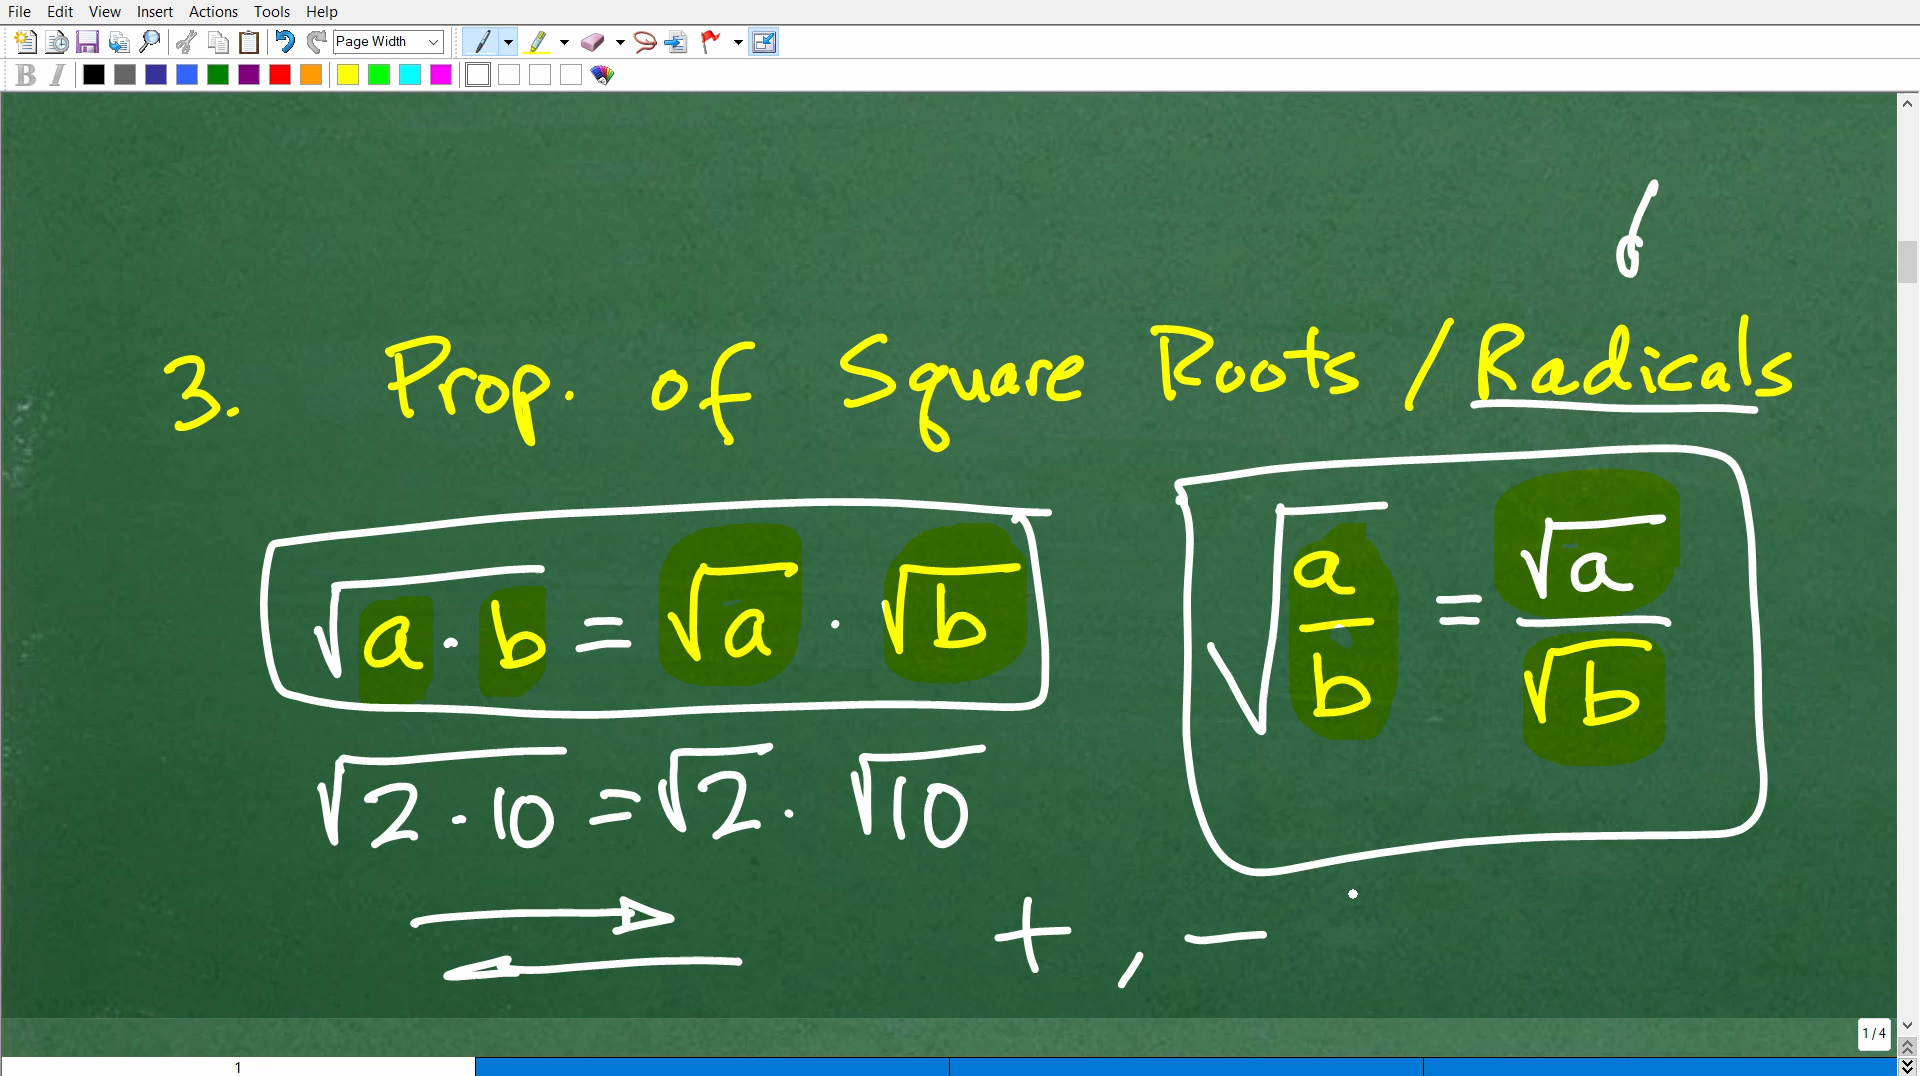 File Edit View Insert Actions Tools Help
Page Width
B I
3. Prop. of Square Roots / Radicals
√(a · b) = √a · √b
√(a/b) = √a/√b
√(2 · 10) = √2 · √10
+ , −
1 / 4
1